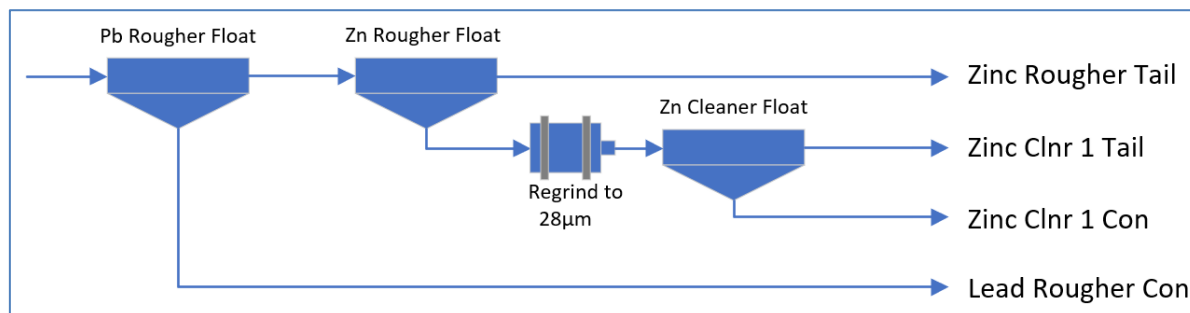 Pb Rougher Float
Zn Rougher Float
Zinc Rougher Tail
Zn Cleaner Float
Zinc Clnr 1 Tail
Regrind to
28µm
Zinc Clnr 1 Con
Lead Rougher Con